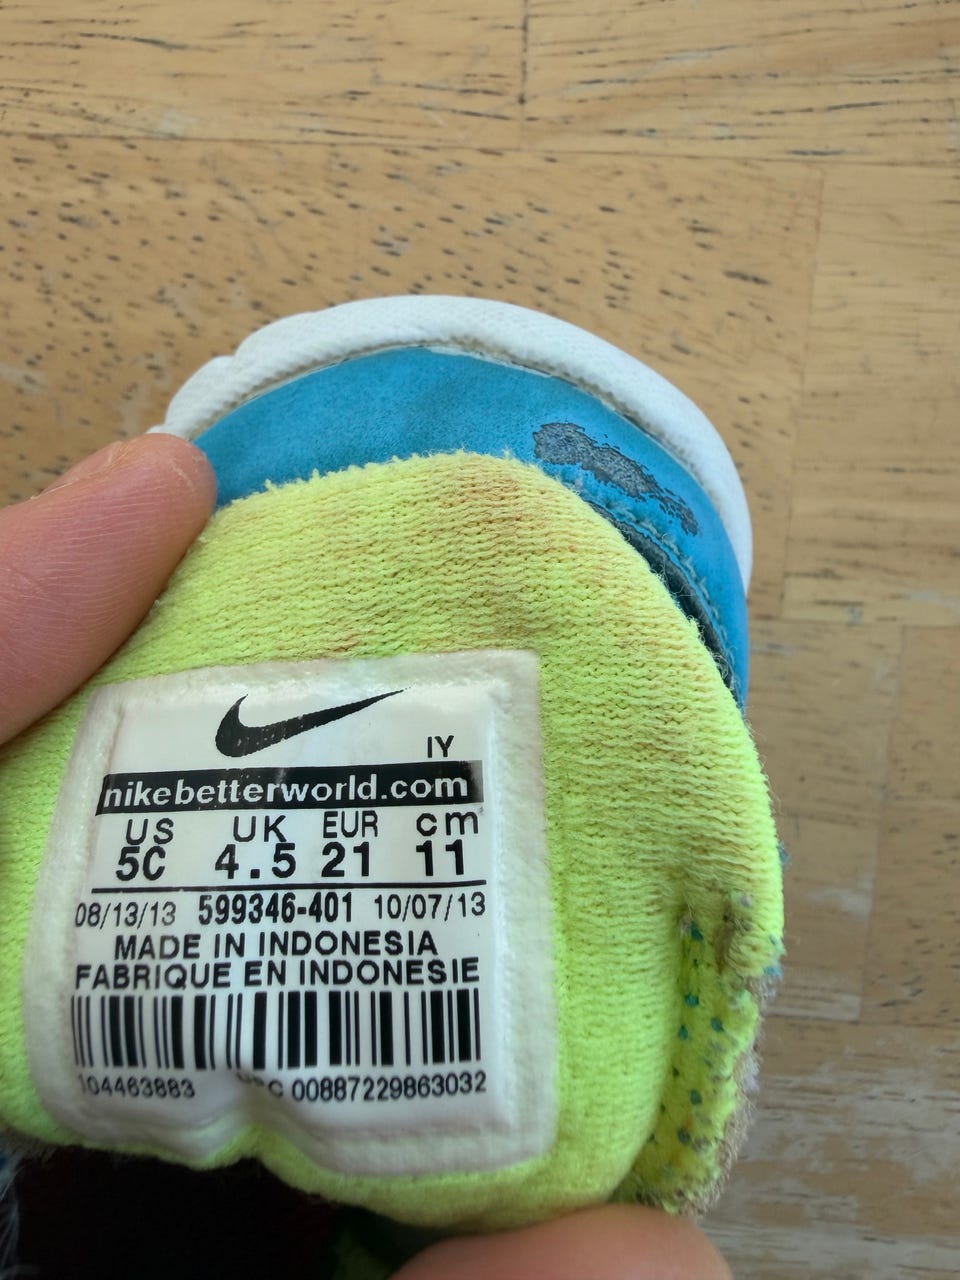 IY
nikebetterworld.com
US UK EUR cm
5C 4.5 21 11
08/13/13 599346-401 10/07/13
MADE IN INDONESIA
FABRIQUE EN INDONESIE
104463883 UPC 00887229863032